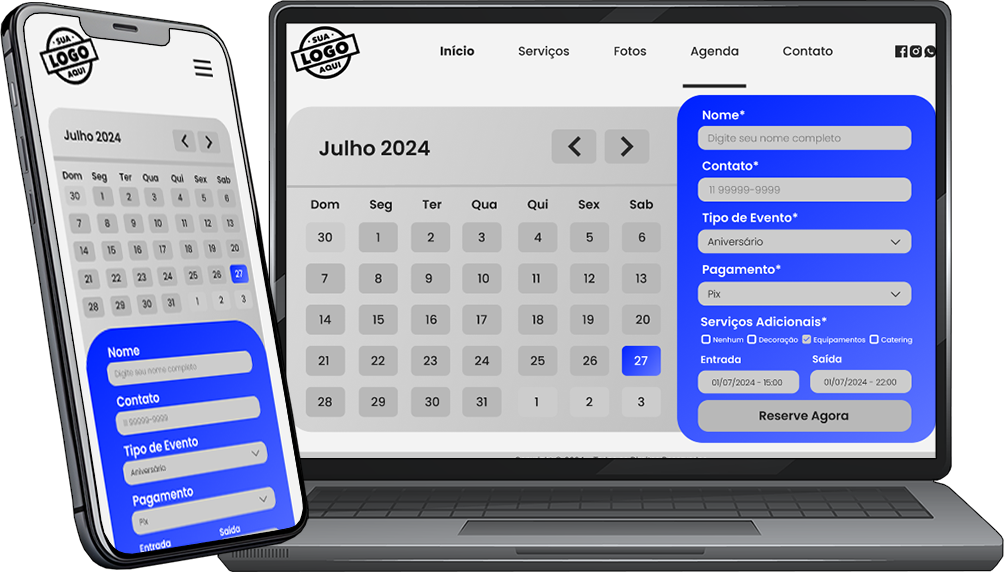 SUA
LOGO
AQUI
Julho 2024
Dom Seg Ter Qua Qui Sex Sab
30 1 2 3 4 5 6
7 8 9 10 11 12 13
14 15 16 17 18 19 20
21 22 23 24 25 26 27
28 29 30 31 1 2 3
Nome
Digite seu nome completo
Contato
11 99999-9999
Tipo de Evento
Aniversário
Pagamento
Pix
Entrada Saída
SUA
LOGO
AQUI
Início Serviços Fotos Agenda Contato
Julho 2024
Dom Seg Ter Qua Qui Sex Sab
30 1 2 3 4 5 6
7 8 9 10 11 12 13
14 15 16 17 18 19 20
21 22 23 24 25 26 27
28 29 30 31 1 2 3
Nome*
Digite seu nome completo
Contato*
11 99999-9999
Tipo de Evento*
Aniversário
Pagamento*
Pix
Serviços Adicionais*
Nenhum Decoração Equipamentos Catering
Entrada Saída
01/07/2024 - 15:00 01/07/2024 - 22:00
Reserve Agora